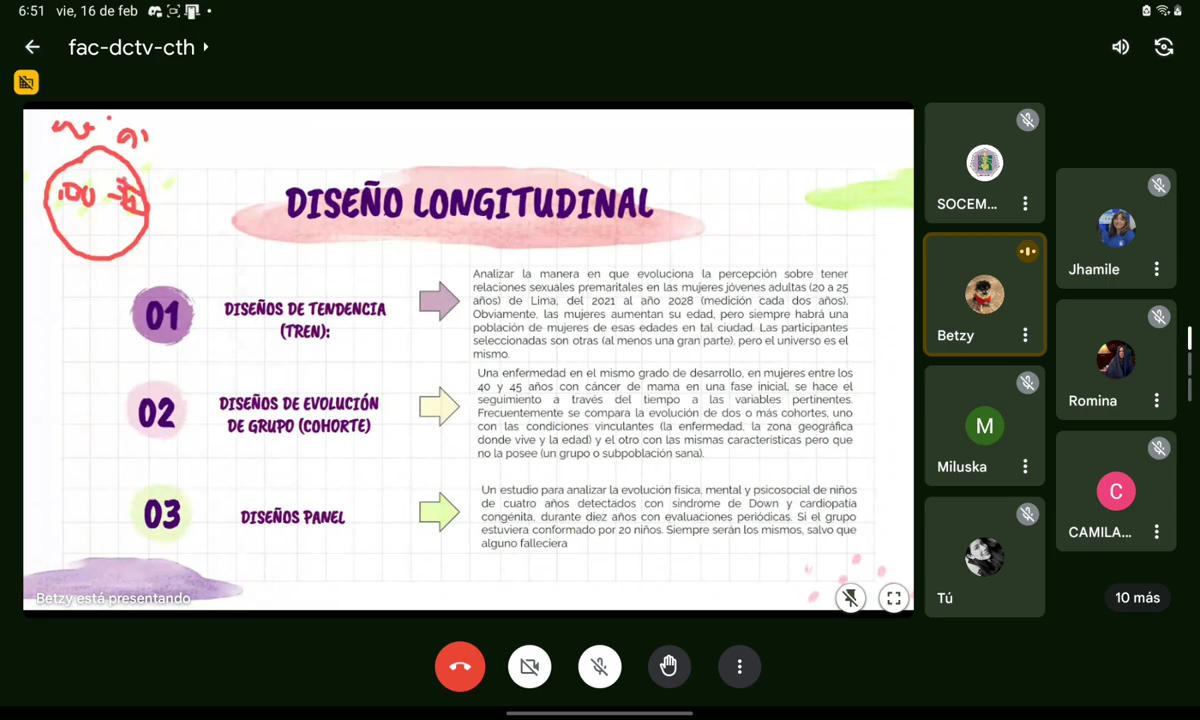 6:51 vie, 16 de feb
fac-dctv-cth
DISEÑO LONGITUDINAL
01
DISEÑOS DE TENDENCIA
(TREN):
Analizar la manera en que evoluciona la percepción sobre tener
relaciones sexuales premaritales en las mujeres jóvenes adultas (20 a 25
años) de Lima, del 2021 al año 2028 (medición cada dos años).
Obviamente, las mujeres aumentan su edad, pero siempre habrá una
población de mujeres de esas edades en tal ciudad. Las participantes
seleccionadas son otras (al menos una gran parte), pero el universo es el
mismo.
02
DISEÑOS DE EVOLUCIÓN
DE GRUPO (COHORTE)
Una enfermedad en el mismo grado de desarrollo, en mujeres entre los
40 y 45 años con cáncer de mama en una fase inicial, se hace el
seguimiento a través del tiempo a las variables pertinentes.
Frecuentemente se compara la evolución de dos o más cohortes, uno
con las condiciones vinculantes (la enfermedad, la zona geográfica
donde vive y la edad) y el otro con las mismas características pero que
no la posee (un grupo o subpoblación sana).
03
DISEÑOS PANEL
Un estudio para analizar la evolución física, mental y psicosocial de niños
de cuatro años detectados con síndrome de Down y cardiopatía
congénita, durante diez años con evaluaciones periódicas. Si el grupo
estuviera conformado por 20 niños. Siempre serán los mismos, salvo que
alguno falleciera
Betzy está presentando
SOCEM...
Betzy
M
Miluska
Tú
Jhamile
Romina
C
CAMILA...
10 más